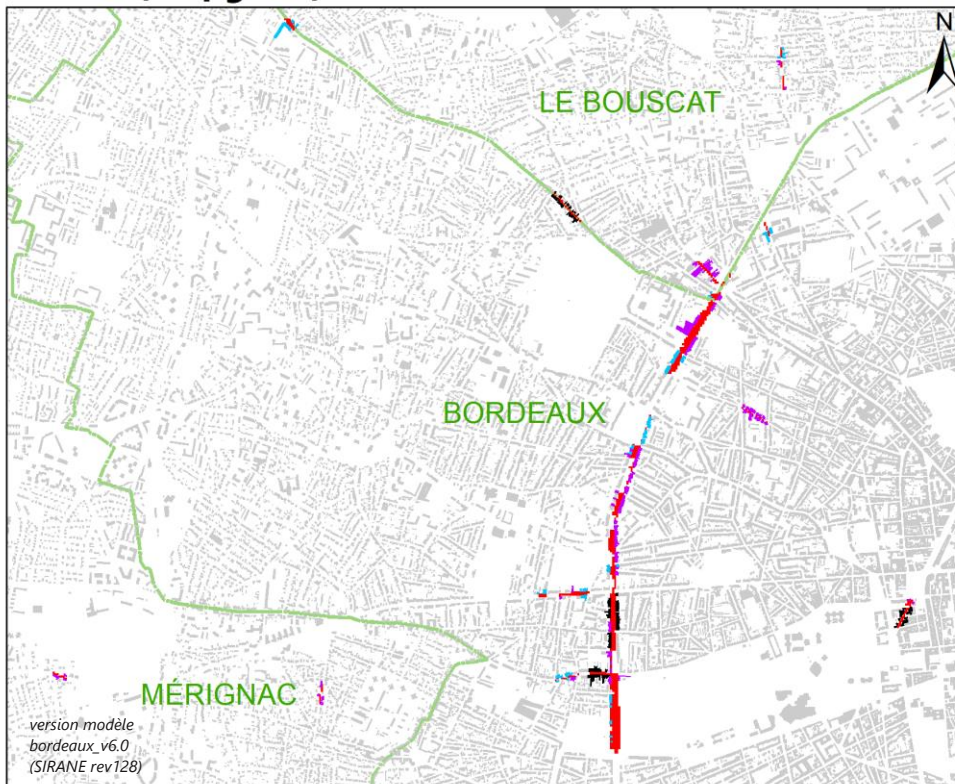 N
LE BOUSCAT
BORDEAUX
MÉRIGNAC
version modèle
bordeaux_v6.0
(SIRANE rev128)